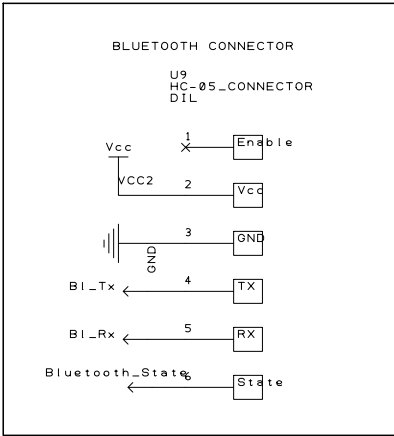 BLUETOOTH CONNECTOR
U9
HC-05_CONNECTOR
DIL
1
Enable
Vcc
VCC2
2
Vcc
3
GND
GND
4
Bl_Tx
TX
5
Bl_Rx
RX
Bluetooth_State
6
State